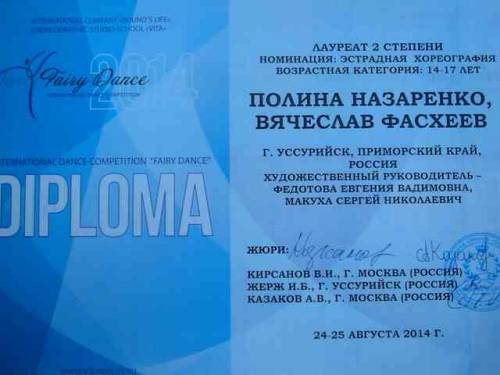 INTERNATIONAL COMPANY «SOUND'S LIFE»
CHOREOGRAPHIC STUDIO-SCHOOL «VITA»
2014
Fairy Dance
INTERNATIONAL DANCE COMPETITION "FAIRY DANCE"
DIPLOMA
ЛАУРЕАТ 2 СТЕПЕНИ
НОМИНАЦИЯ: ЭСТРАДНАЯ ХОРЕОГРАФИЯ
ВОЗРАСТНАЯ КАТЕГОРИЯ: 14-17 ЛЕТ
ПОЛИНА НАЗАРЕНКО,
ВЯЧЕСЛАВ ФАСХЕЕВ
Г. УССУРИЙСК, ПРИМОРСКИЙ КРАЙ,
РОССИЯ
ХУДОЖЕСТВЕННЫЙ РУКОВОДИТЕЛЬ –
ФЕДОТОВА ЕВГЕНИЯ ВАДИМОВНА,
МАКУХА СЕРГЕЙ НИКОЛАЕВИЧ
ЖЮРИ:
КИРСАНОВ В.И., Г. МОСКВА (РОССИЯ)
ЖЕРЖ И.Б., Г. УССУРИЙСК (РОССИЯ)
КАЗАКОВ А.В., Г. МОСКВА (РОССИЯ)
24-25 АВГУСТА 2014 Г.